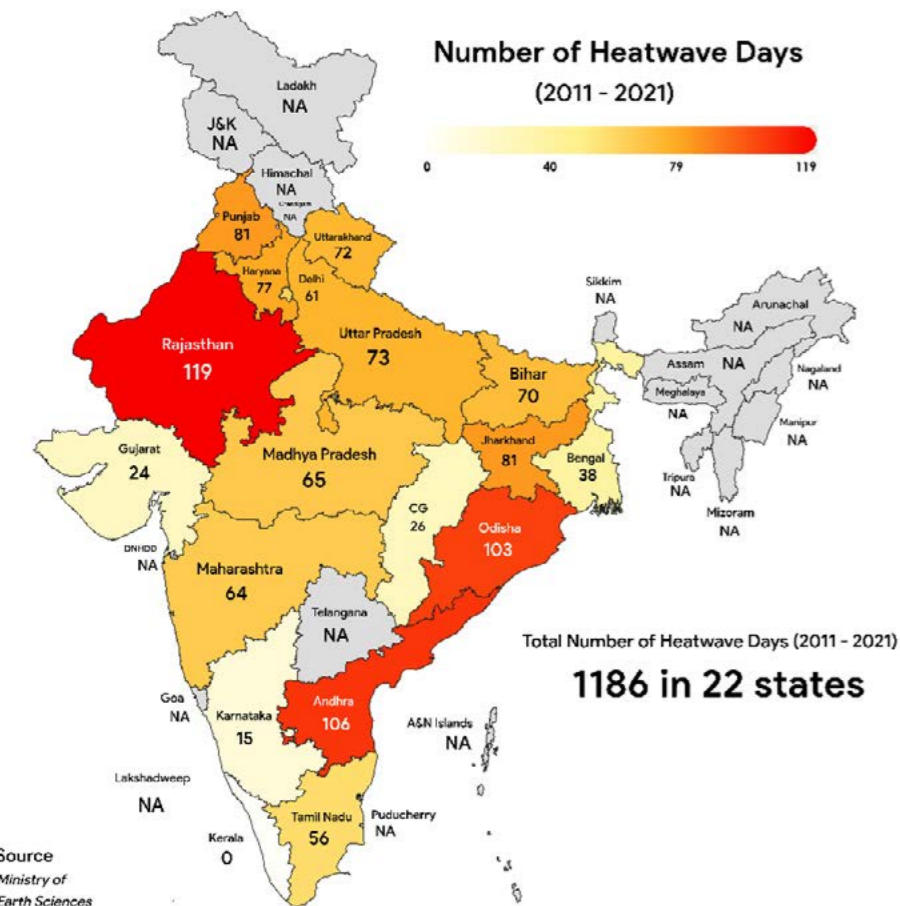 Number of Heatwave Days
(2011 - 2021)
0 40 79 119
Ladakh
NA
J&K
NA
Himachal
NA
Chandigarh
NA
Punjab
81
Uttarakhand
72
Haryana
77
Delhi
61
Sikkim
NA
Arunachal
NA
Rajasthan
119
Uttar Pradesh
73
Assam NA
Nagaland
NA
Bihar
70
Meghalaya
NA
Manipur
NA
Gujarat
24
Madhya Pradesh
65
Jharkhand
81
Bengal
38
Tripura
NA
Mizoram
NA
CG
26
Odisha
103
DNHDD
NA
Maharashtra
64
Telangana
NA
Total Number of Heatwave Days (2011 - 2021)
1186 in 22 states
Goa
NA
Karnataka
15
Andhra
106
A&N Islands
NA
Lakshadweep
NA
Tamil Nadu
56
Puducherry
NA
Kerala
0
Source
Ministry of
Earth Sciences